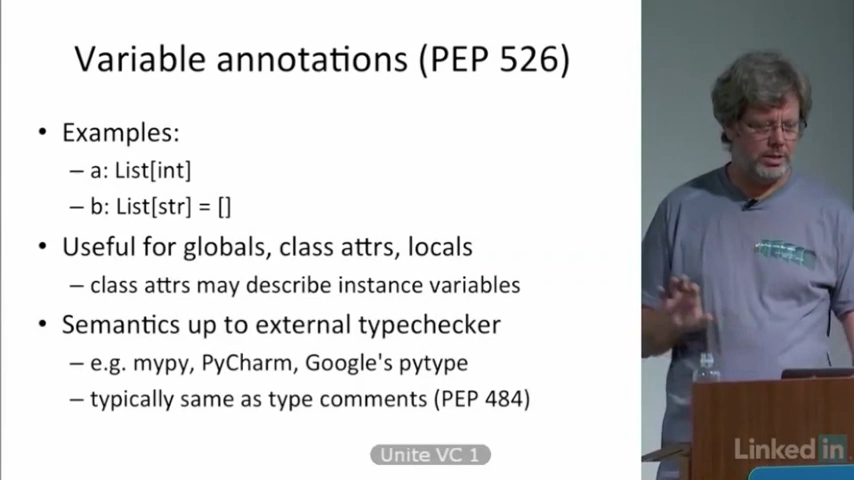 Variable annotations (PEP 526)
• Examples:
– a: List[int]
– b: List[str] = []
• Useful for globals, class attrs, locals
– class attrs may describe instance variables
• Semantics up to external typechecker
– e.g. mypy, PyCharm, Google's pytype
– typically same as type comments (PEP 484)
Unite VC 1
Linked in